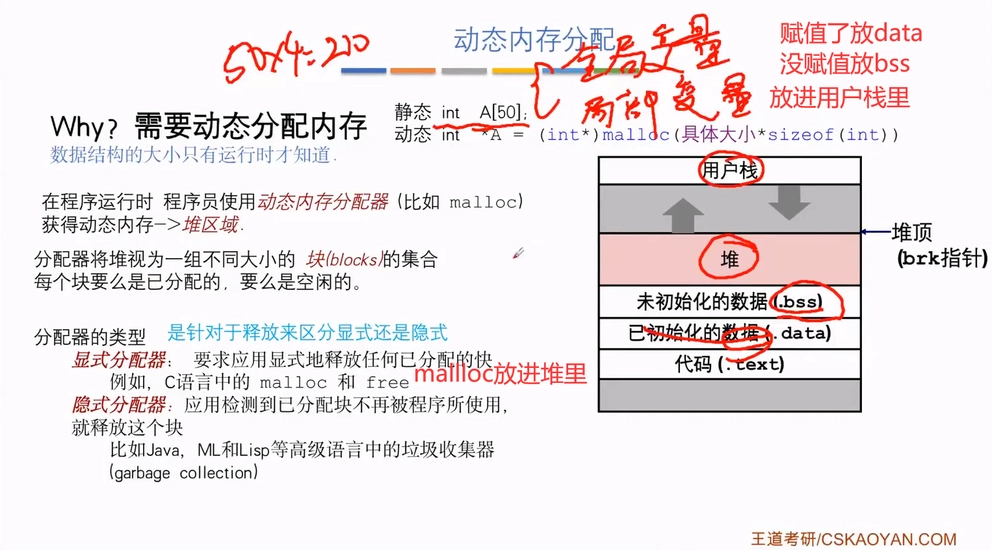 50×4=200
动态内存分配
全局变量
局部变量
赋值了放data
没赋值放bss
放进用户栈里
静态 int A[50];
动态 int *A = (int*)malloc(具体大小*sizeof(int))
Why？需要动态分配内存
数据结构的大小只有运行时才知道.
在程序运行时 程序员使用动态内存分配器 (比如 malloc)
获得动态内存->堆区域.
分配器将堆视为一组不同大小的 块(blocks)的集合
每个块要么是已分配的，要么是空闲的。
分配器的类型
是针对于释放来区分显式还是隐式
显式分配器： 要求应用显式地释放任何已分配的快
例如，C语言中的 malloc 和 free
mallloc放进堆里
隐式分配器：应用检测到已分配块不再被程序所使用，
就释放这个块
比如Java，ML和Lisp等高级语言中的垃圾收集器
(garbage collection)
用户栈
堆
堆顶
(brk指针)
未初始化的数据 (.bss)
已初始化的数据 (.data)
代码 (.text)
王道考研/CSKAOYAN.COM